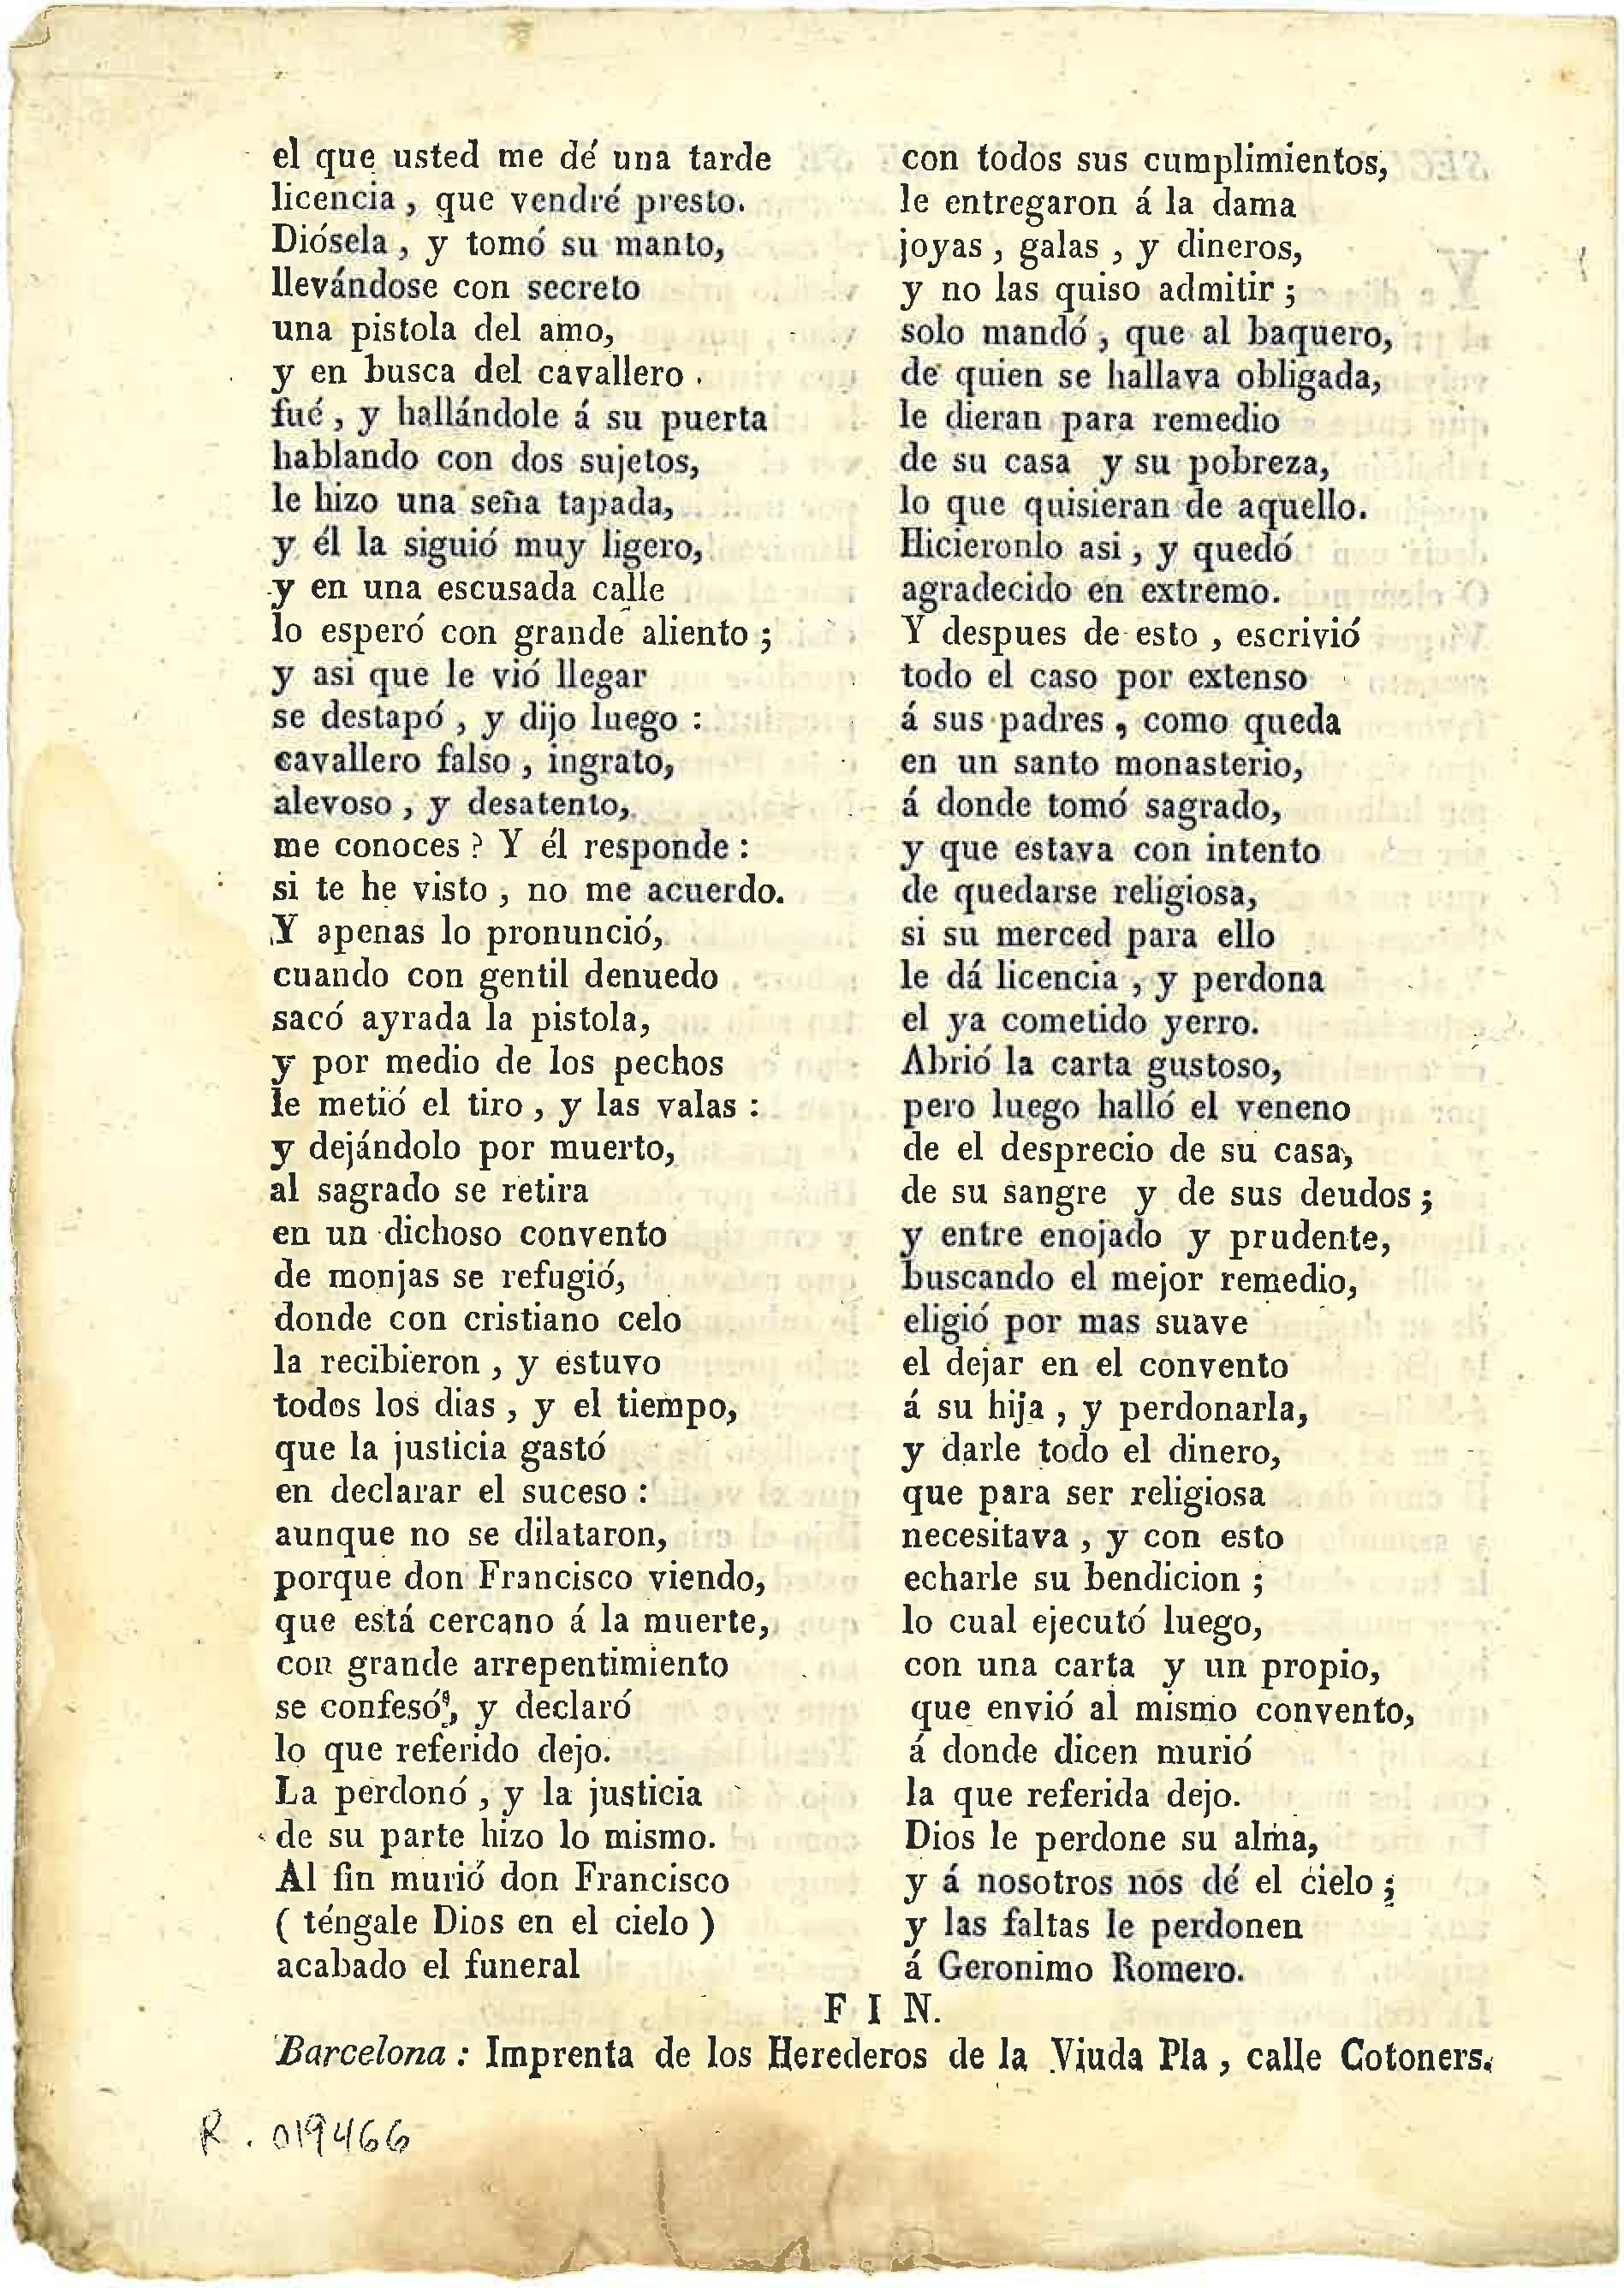 el que usted me dé una tarde
licencia , que vendré presto.
Diósela , y tomó su manto,
llevándose con secreto
una pistola del amo,
y en busca del cavallero .
fué , y hallándole á su puerta
hablando con dos sujetos,
le hizo una seña tapada,
y él la siguió muy ligero,
y en una escusada calle
lo esperó con grande aliento ;
y asi que le vió llegar
se destapó , y dijo luego :
cavallero falso , ingrato,
alevoso , y desatento,
me conoces ? Y él responde :
si te he visto , no me acuerdo.
Y apenas lo pronunció,
cuando con gentil denuedo
sacó ayrada la pistola,
y por medio de los pechos
le metió el tiro , y las valas :
y dejándolo por muerto,
al sagrado se retira
en un dichoso convento
de monjas se refugió,
donde con cristiano celo
la recibieron , y estuvo
todos los dias , y el tiempo,
que la justicia gastó
en declarar el suceso :
aunque no se dilataron,
porque don Francisco viendo,
que está cercano á la muerte,
con grande arrepentimiento
se confesó , y declaró
lo que referido dejo.
La perdonó , y la justicia
de su parte hizo lo mismo.
Al fin murió don Francisco
( téngale Dios en el cielo )
acabado el funeral
con todos sus cumplimientos,
le entregaron á la dama
joyas , galas , y dineros,
y no las quiso admitir ;
solo mandó , que al baquero,
de quien se hallava obligada,
le dieran para remedio
de su casa y su pobreza,
lo que quisieran de aquello.
Hicieronlo asi , y quedó
agradecido en extremo.
Y despues de esto , escrivió
todo el caso por extenso
á sus padres , como queda
en un santo monasterio,
á donde tomó sagrado,
y que estava con intento
de quedarse religiosa,
si su merced para ello
le dá licencia , y perdona
el ya cometido yerro.
Abrió la carta gustoso,
pero luego halló el veneno
de el desprecio de su casa,
de su sangre y de sus deudos ;
y entre enojado y prudente,
buscando el mejor remedio,
eligió por mas suave
el dejar en el convento
á su hija , y perdonarla,
y darle todo el dinero,
que para ser religiosa
necesitava , y con esto
echarle su bendicion ;
lo cual ejecutó luego,
con una carta y un propio,
que envió al mismo convento,
á donde dicen murió
la que referida dejo.
Dios le perdone su alma,
y á nosotros nos dé el cielo ;
y las faltas le perdonen
á Geronimo Romero.
F I N.
Barcelona : Imprenta de los Herederos de la Viuda Pla , calle Cotoners.
R. 019466